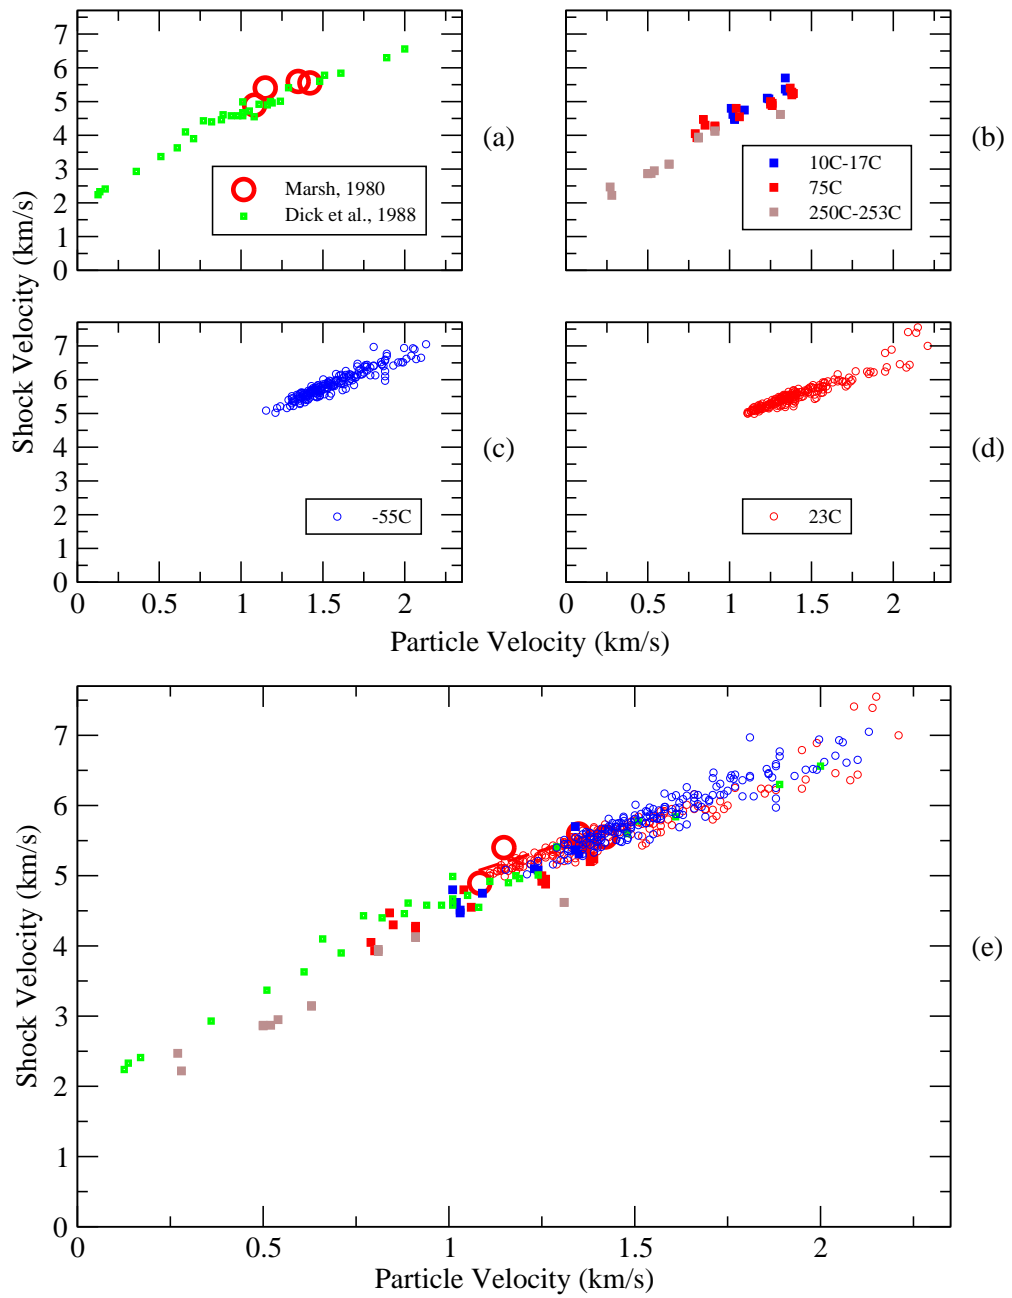 7
6
5
4
3
2
1
0
(a)
Marsh, 1980
Dick et al., 1988
(b)
10C-17C
75C
250C-253C
Shock Velocity (km/s)
7
6
5
4
3
2
1
0
0 0.5 1 1.5 2
(c)
-55C
0 0.5 1 1.5 2
(d)
23C
Particle Velocity (km/s)
7
6
5
4
3
2
1
0
0 0.5 1 1.5 2
(e)
Shock Velocity (km/s)
Particle Velocity (km/s)